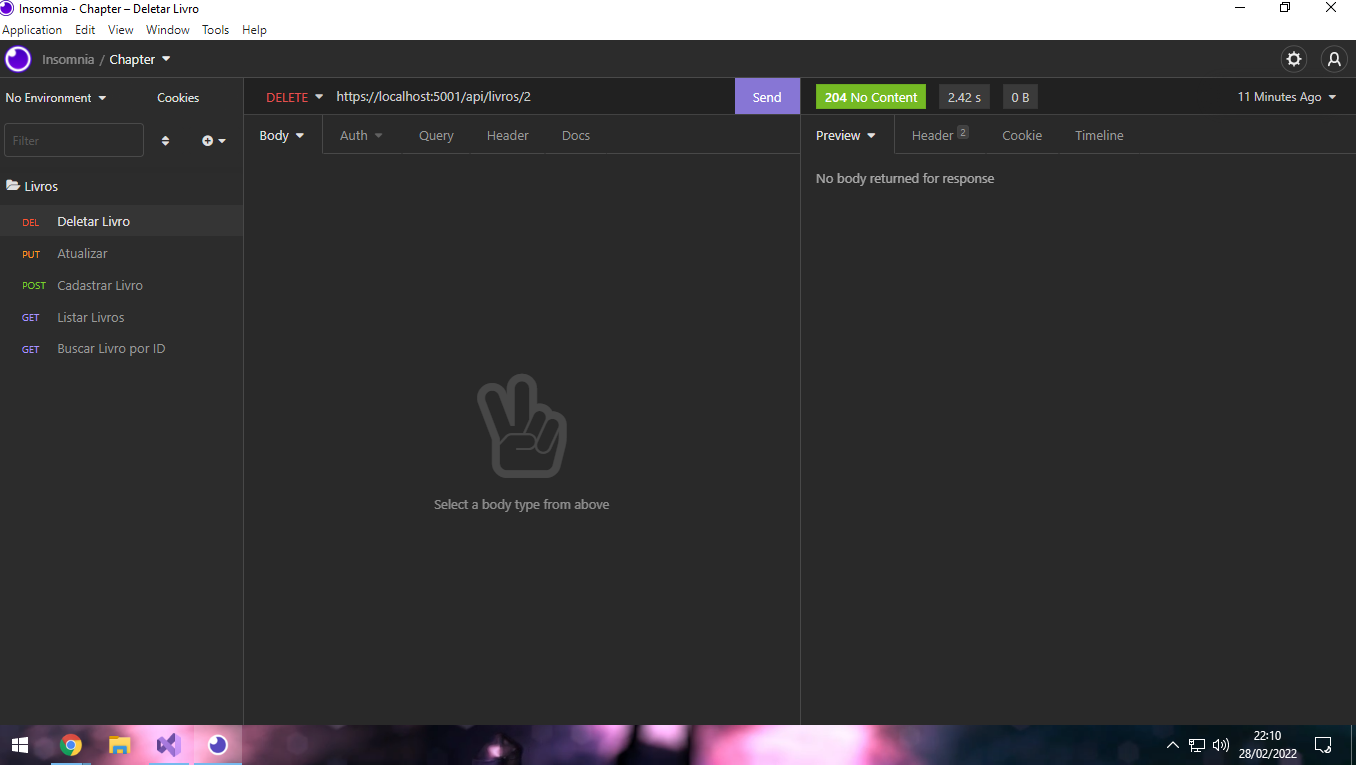 Insomnia - Chapter – Deletar Livro
Application Edit View Window Tools Help
Insomnia / Chapter
No Environment Cookies
DELETE https://localhost:5001/api/livros/2 Send
204 No Content 2.42 s 0 B 11 Minutes Ago
Filter
Body Auth Query Header Docs
Preview Header 2 Cookie Timeline
No body returned for response
Livros
DEL Deletar Livro
PUT Atualizar
POST Cadastrar Livro
GET Listar Livros
GET Buscar Livro por ID
Select a body type from above
22:10
28/02/2022